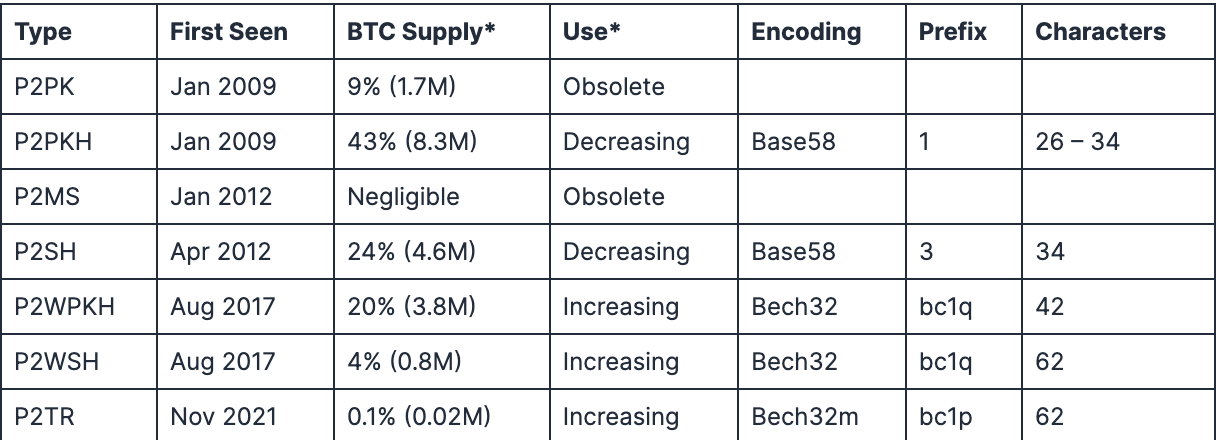 Type First Seen BTC Supply* Use* Encoding Prefix Characters
P2PK Jan 2009 9% (1.7M) Obsolete
P2PKH Jan 2009 43% (8.3M) Decreasing Base58 1 26 – 34
P2MS Jan 2012 Negligible Obsolete
P2SH Apr 2012 24% (4.6M) Decreasing Base58 3 34
P2WPKH Aug 2017 20% (3.8M) Increasing Bech32 bc1q 42
P2WSH Aug 2017 4% (0.8M) Increasing Bech32 bc1q 62
P2TR Nov 2021 0.1% (0.02M) Increasing Bech32m bc1p 62